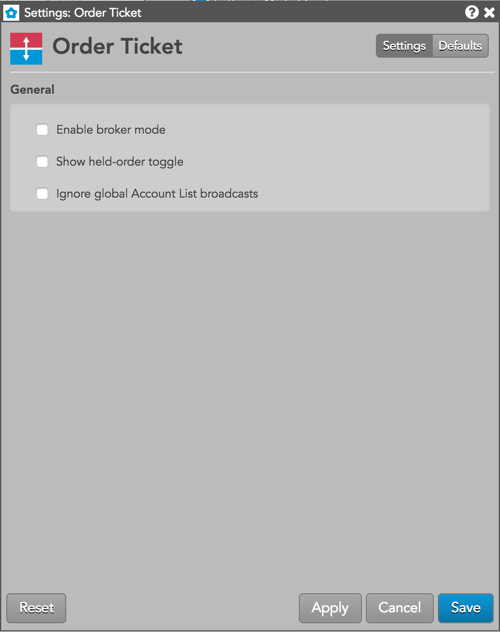 Settings: Order Ticket
Order Ticket
Settings Defaults
General
Enable broker mode
Show held-order toggle
Ignore global Account List broadcasts
Reset Apply Cancel Save